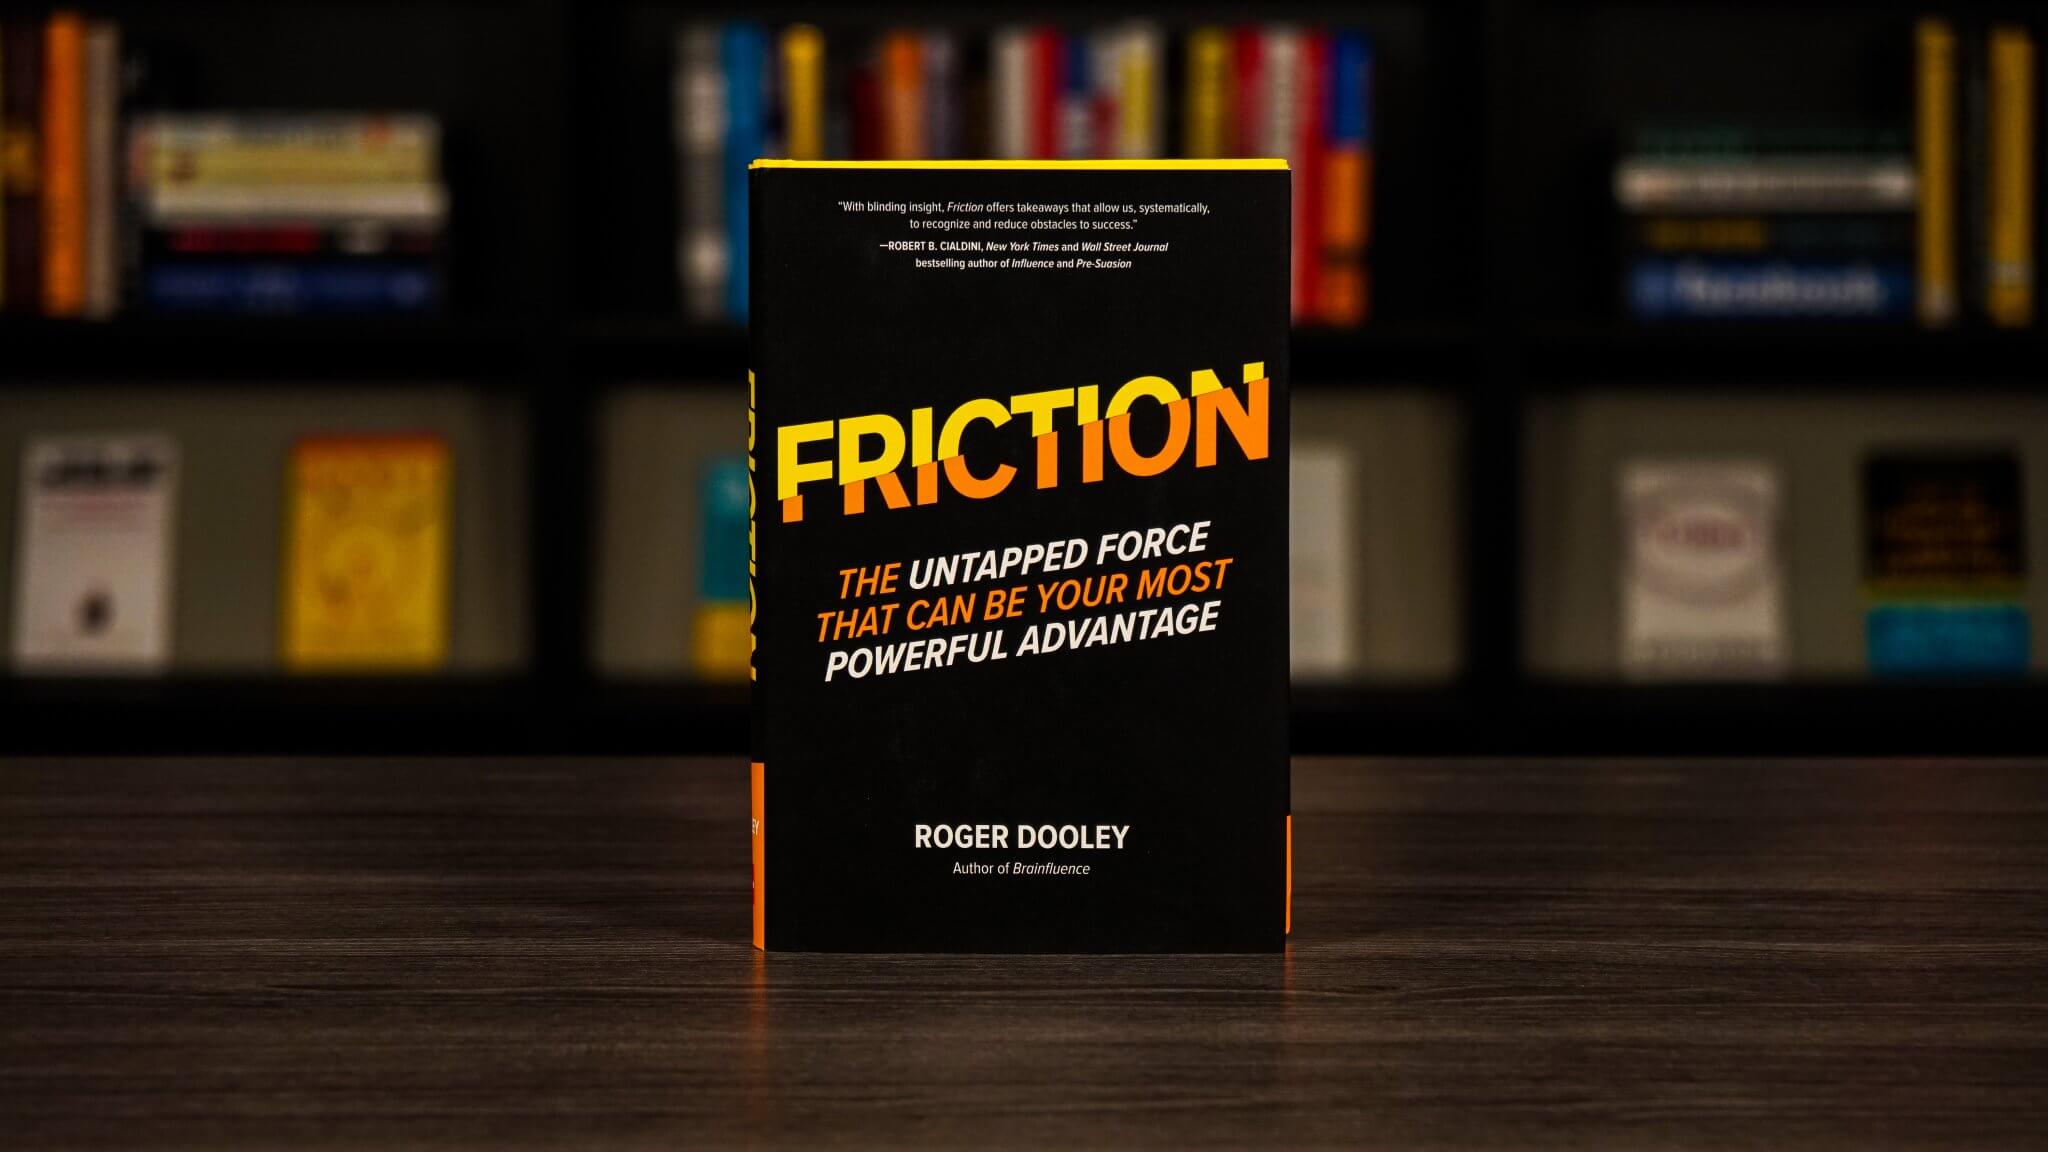 “With blinding insight, Friction offers takeaways that allow us, systematically,
to recognize and reduce obstacles to success.”
—ROBERT B. CIALDINI, New York Times and Wall Street Journal
bestselling author of Influence and Pre-Suasion
FRICTION
THE UNTAPPED FORCE
THAT CAN BE YOUR MOST
POWERFUL ADVANTAGE
ROGER DOOLEY
Author of Brainfluence
FRICTION
facebook